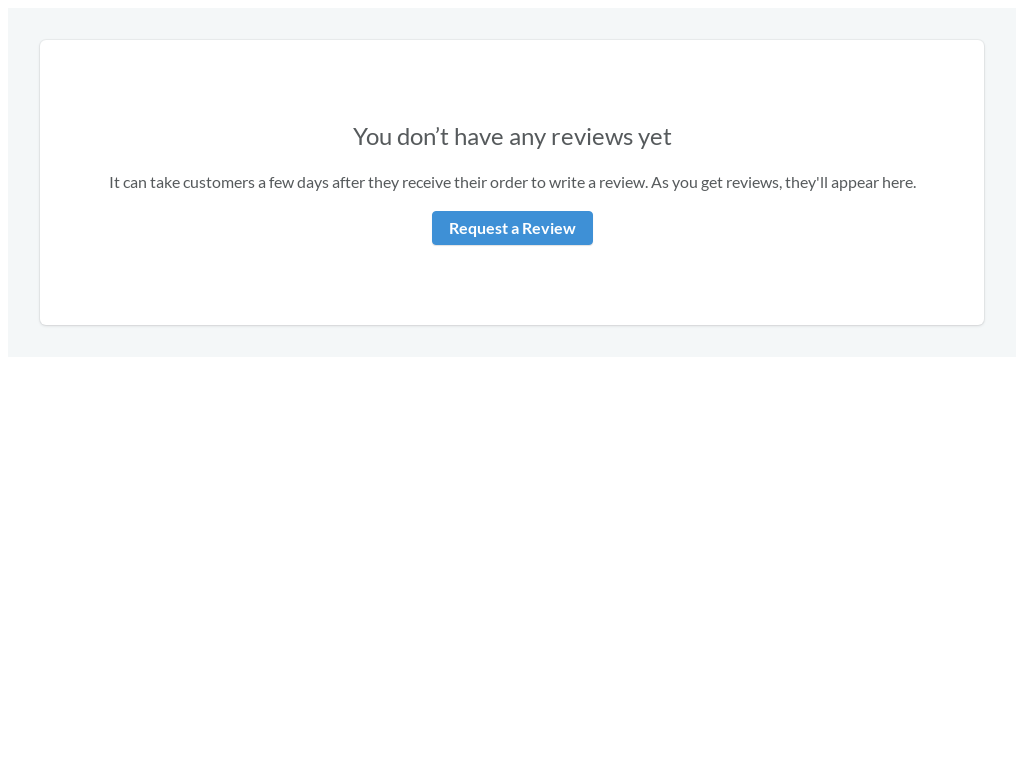 You don’t have any reviews yet
It can take customers a few days after they receive their order to write a review. As you get reviews, they'll appear here.
Request a Review